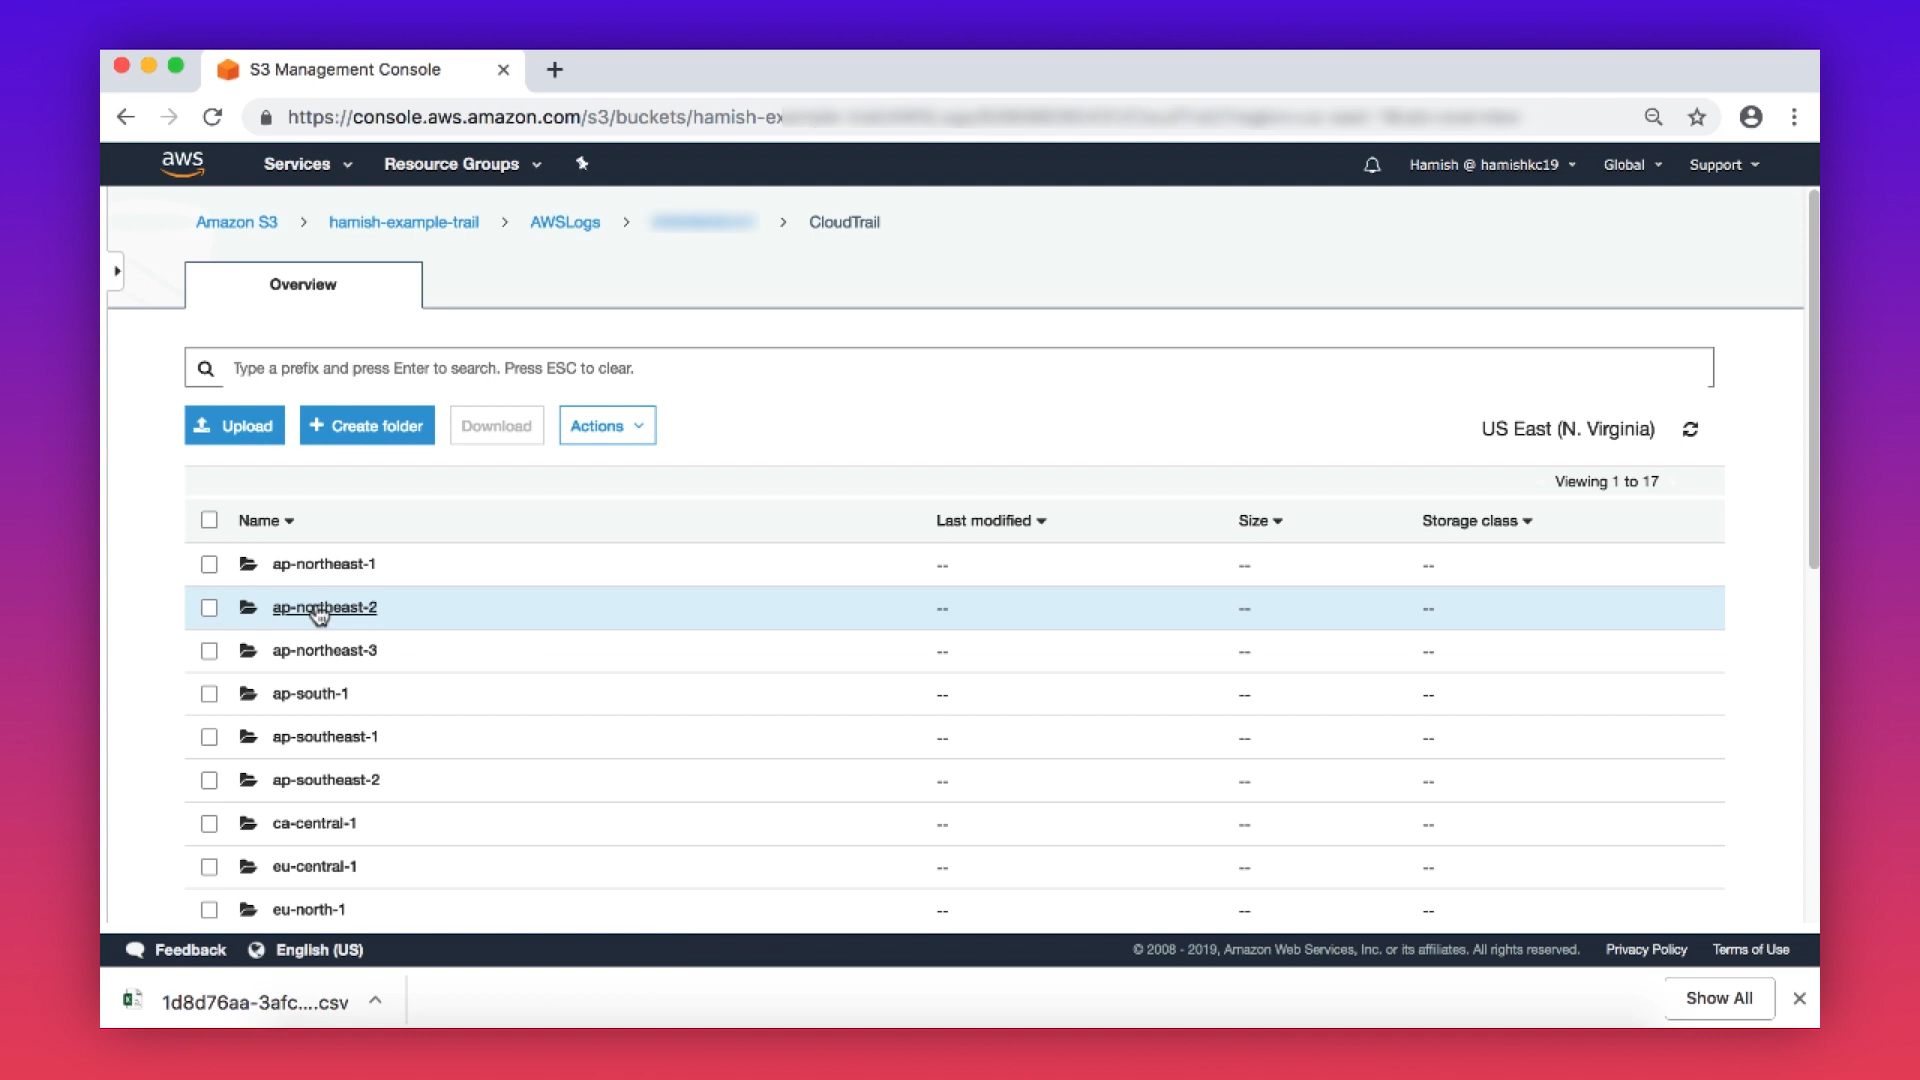 S3 Management Console
https://console.aws.amazon.com/s3/buckets/hamish-ex
aws Services Resource Groups Hamish @ hamishkc19 Global Support
Amazon S3 > hamish-example-trail > AWSLogs > > CloudTrail
Overview
Type a prefix and press Enter to search. Press ESC to clear.
Upload + Create folder Download Actions US East (N. Virginia)
Viewing 1 to 17
Name Last modified Size Storage class
ap-northeast-1 -- -- --
ap-northeast-2 -- -- --
ap-northeast-3 -- -- --
ap-south-1 -- -- --
ap-southeast-1 -- -- --
ap-southeast-2 -- -- --
ca-central-1 -- -- --
eu-central-1 -- -- --
eu-north-1 -- -- --
Feedback English (US) © 2008 - 2019, Amazon Web Services, Inc. or its affiliates. All rights reserved. Privacy Policy Terms of Use
1d8d76aa-3afc....csv Show All